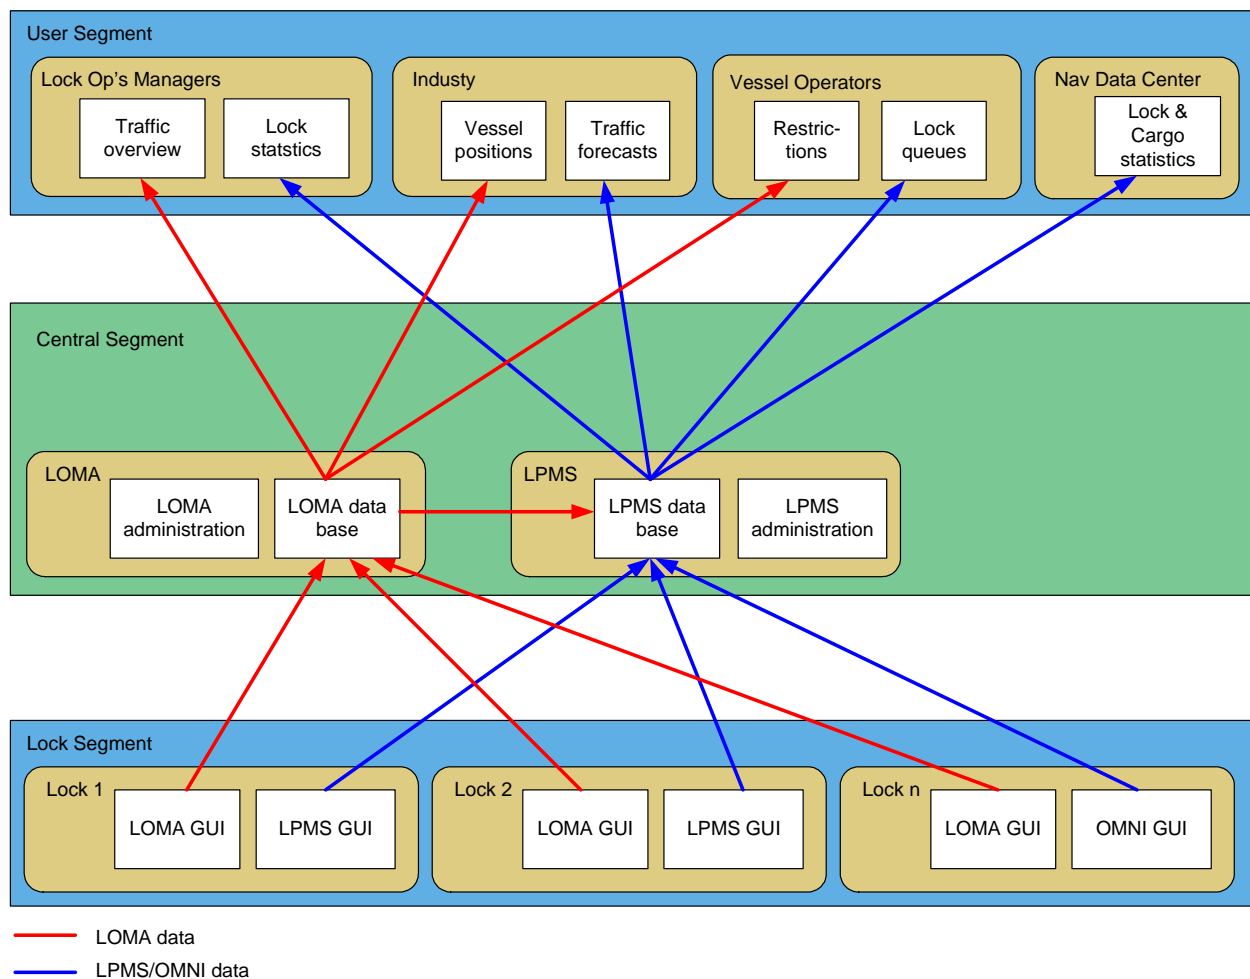 User Segment
Lock Op's Managers
Traffic
overview
Lock
statstics
Industy
Vessel
positions
Traffic
forecasts
Vessel Operators
Restric-
tions
Lock
queues
Nav Data Center
Lock &
Cargo
statistics
Central Segment
LOMA
LOMA
administration
LOMA data
base
LPMS
LPMS data
base
LPMS
administration
Lock Segment
Lock 1
LOMA GUI
LPMS GUI
Lock 2
LOMA GUI
LPMS GUI
Lock n
LOMA GUI
OMNI GUI
LOMA data
LPMS/OMNI data